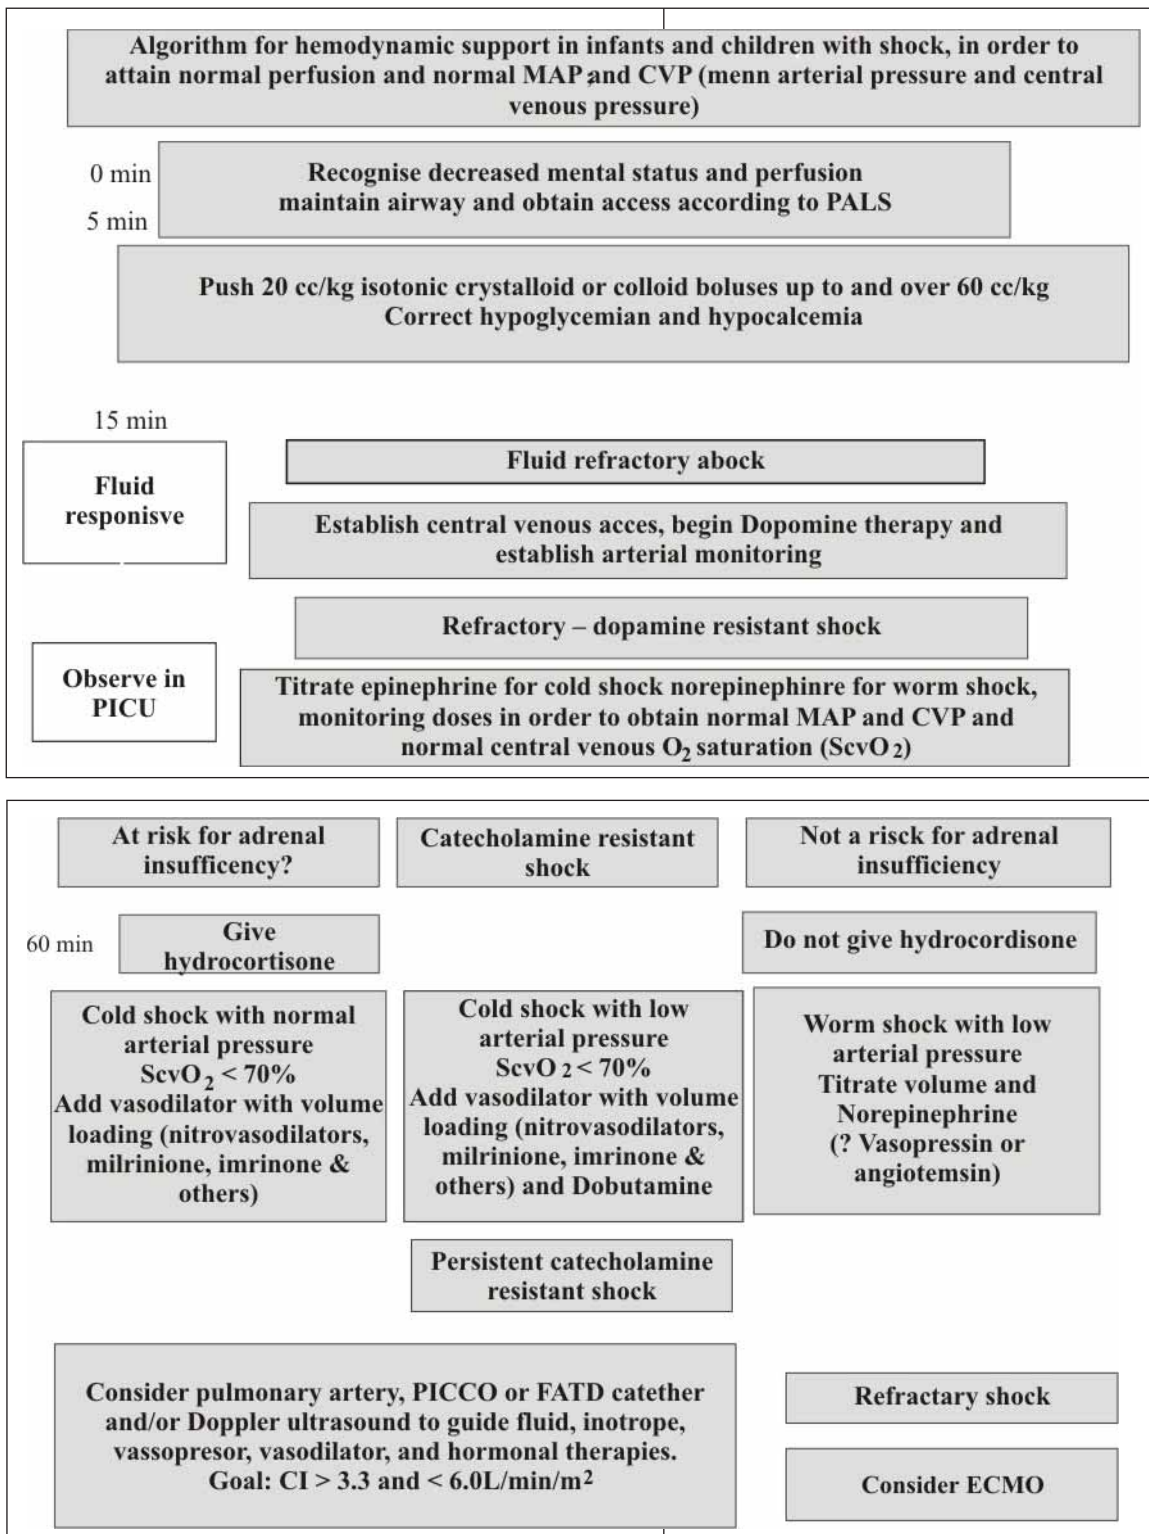 Algorithm for hemodynamic support in infants and children with shock, in order to
attain normal perfusion and normal MAP and CVP (menn arterial pressure and central
venous pressure)
0 min
Recognise decreased mental status and perfusion
maintain airway and obtain access according to PALS
5 min
Push 20 cc/kg isotonic crystalloid or colloid boluses up to and over 60 cc/kg
Correct hypoglycemian and hypocalcemia
15 min
Fluid
responisve
Fluid refractory abock
Establish central venous acces, begin Dopomine therapy and
establish arterial monitoring
Refractory – dopamine resistant shock
Observe in
PICU
Titrate epinephrine for cold shock norepinephinre for worm shock,
monitoring doses in order to obtain normal MAP and CVP and
normal central venous O2 saturation (ScvO2)
At risk for adrenal
insufficency?
Catecholamine resistant
shock
Not a risck for adrenal
insufficiency
60 min
Give
hydrocortisone
Do not give hydrocordisone
Cold shock with normal
arterial pressure
ScvO2 < 70%
Add vasodilator with volume
loading (nitrovasodilators,
milrinione, imrinone &
others)
Cold shock with low
arterial pressure
ScvO2 < 70%
Add vasodilator with volume
loading (nitrovasodilators,
milrinione, imrinone &
others) and Dobutamine
Worm shock with low
arterial pressure
Titrate volume and
Norepinephrine
(? Vasopressin or
angiotemsin)
Persistent catecholamine
resistant shock
Consider pulmonary artery, PICCO or FATD catether
and/or Doppler ultrasound to guide fluid, inotrope,
vassopresor, vasodilator, and hormonal therapies.
Goal: CI > 3.3 and < 6.0L/min/m2
Refractary shock
Consider ECMO